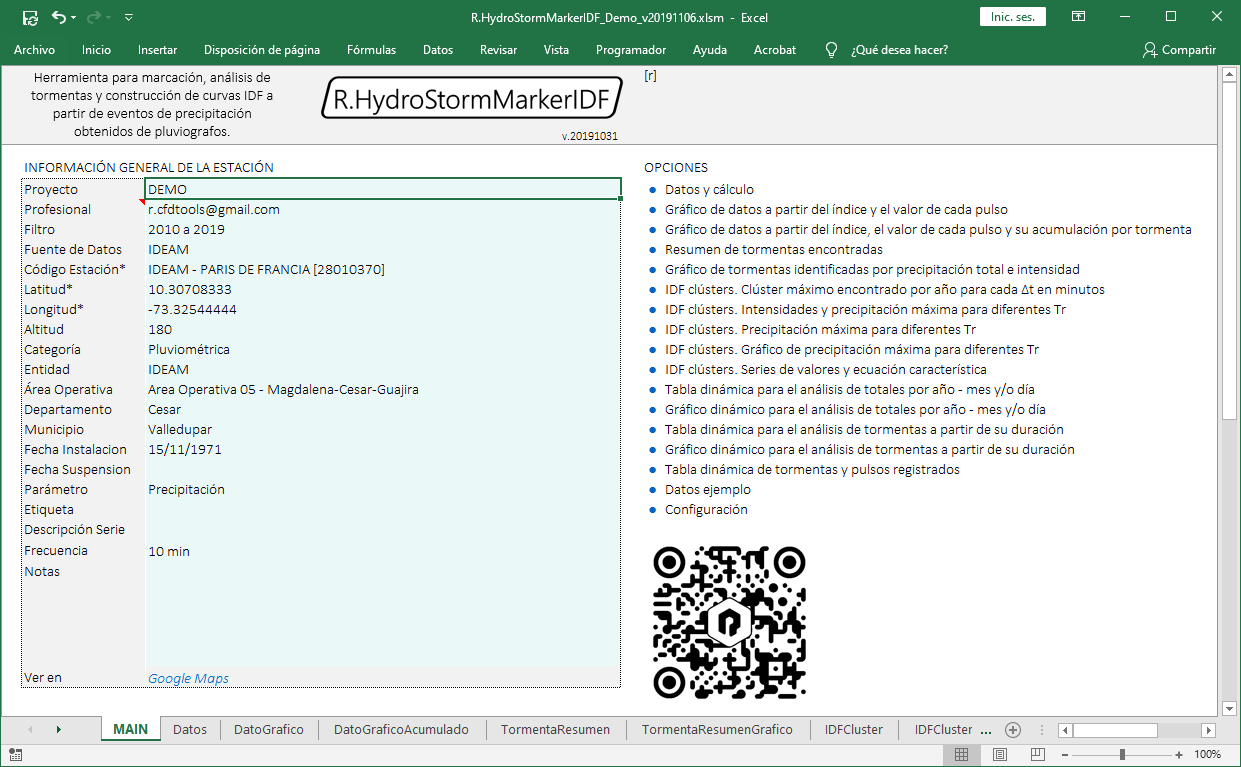 R.HydroStormMarkerIDF_Demo_v20191106.xlsm - Excel
Inic. ses.
Archivo Inicio Insertar Disposición de página Fórmulas Datos Revisar Vista Programador Ayuda Acrobat ¿Qué desea hacer? Compartir
Herramienta para marcación, análisis de
tormentas y construcción de curvas IDF a
partir de eventos de precipitación
obtenidos de pluviografos.
R.HydroStormMarkerIDF
v.20191031
[r]
INFORMACIÓN GENERAL DE LA ESTACIÓN
Proyecto DEMO
Profesional r.cfdtools@gmail.com
Filtro 2010 a 2019
Fuente de Datos IDEAM
Código Estación* IDEAM - PARIS DE FRANCIA [28010370]
Latitud* 10.30708333
Longitud* -73.32544444
Altitud 180
Categoría Pluviométrica
Entidad IDEAM
Área Operativa Area Operativa 05 - Magdalena-Cesar-Guajira
Departamento Cesar
Municipio Valledupar
Fecha Instalacion 15/11/1971
Fecha Suspension
Parámetro Precipitación
Etiqueta
Descripción Serie
Frecuencia 10 min
Notas
Ver en Google Maps
OPCIONES
• Datos y cálculo
• Gráfico de datos a partir del índice y el valor de cada pulso
• Gráfico de datos a partir del índice, el valor de cada pulso y su acumulación por tormenta
• Resumen de tormentas encontradas
• Gráfico de tormentas identificadas por precipitación total e intensidad
• IDF clústers. Clúster máximo encontrado por año para cada Δt en minutos
• IDF clústers. Intensidades y precipitación máxima para diferentes Tr
• IDF clústers. Precipitación máxima para diferentes Tr
• IDF clústers. Gráfico de precipitación máxima para diferentes Tr
• IDF clústers. Series de valores y ecuación característica
• Tabla dinámica para el análisis de totales por año - mes y/o día
• Gráfico dinámico para el análisis de totales por año - mes y/o día
• Tabla dinámica para el análisis de tormentas a partir de su duración
• Gráfico dinámico para el análisis de tormentas a partir de su duración
• Tabla dinámica de tormentas y pulsos registrados
• Datos ejemplo
• Configuración
MAIN Datos DatoGrafico DatoGraficoAcumulado TormentaResumen TormentaResumenGrafico IDFCluster IDFCluster ...
100%